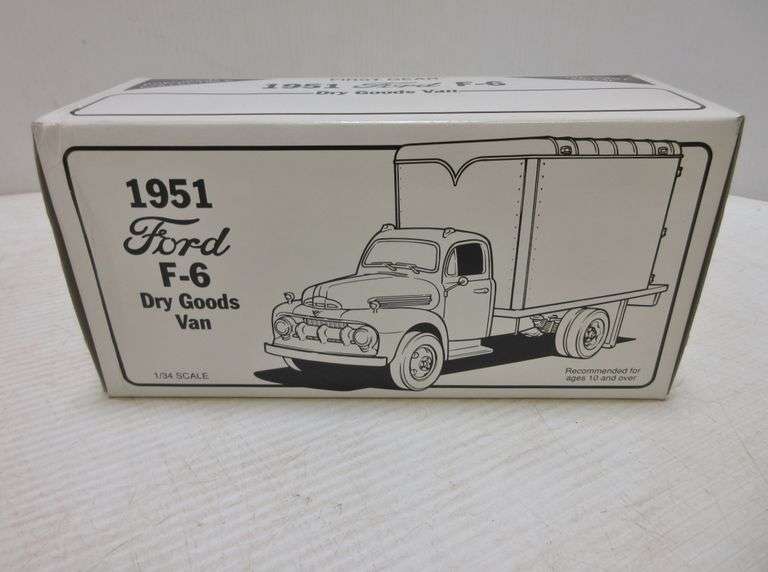 FIRST GEAR
1951 Ford F-6
Dry Goods Van
1951
Ford
F-6
Dry Goods
Van
1/34 SCALE
Recommended for
ages 10 and over